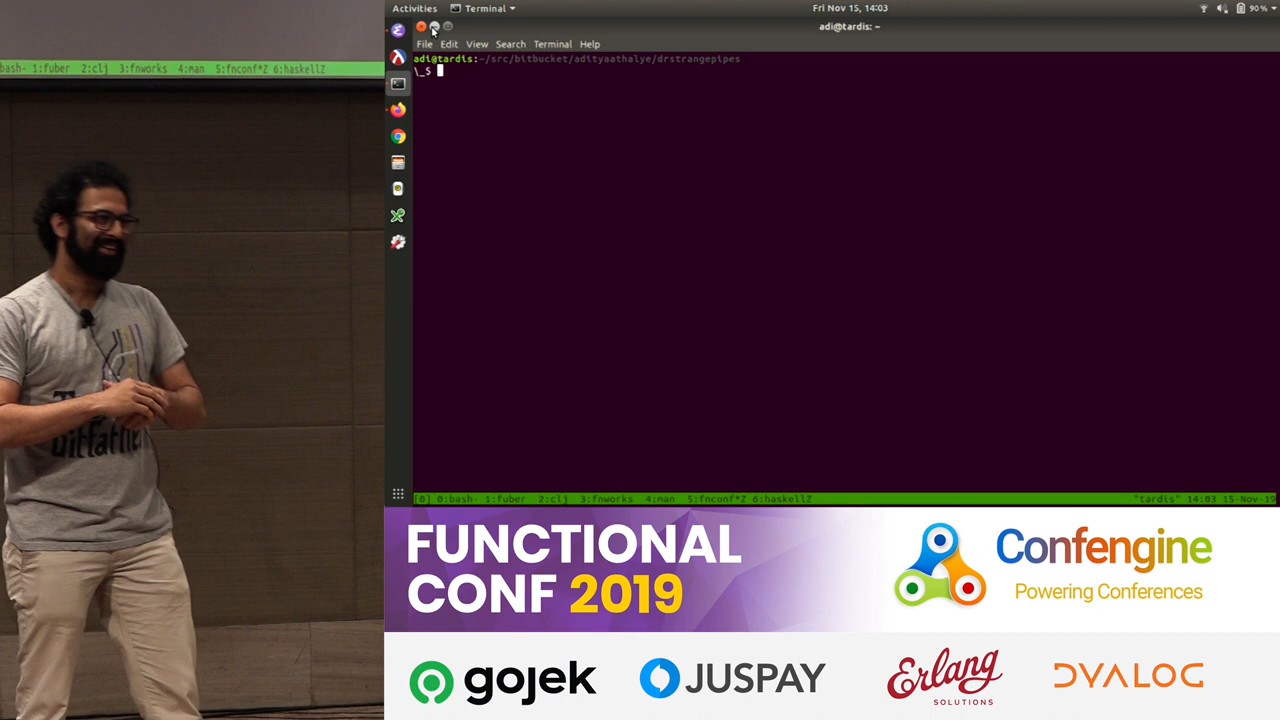 bash- 1:fuber 2:clj 3:fnworks 4:man 5:fnconf*Z 6:haskellZ
bitfather
Activities Terminal Fri Nov 15, 14:03 90%
adi@tardis: ~
File Edit View Search Terminal Help
adi@tardis:~/src/bitbucket/adityaathalye/drstrangepipes
\_$
[0] 0:bash- 1:fuber 2:clj 3:fnworks 4:man 5:fnconf*Z 6:haskellZ "tardis" 14:03 15-Nov-19
FUNCTIONAL
CONF 2019
Confengine
Powering Conferences
gojek
JUSPAY
Erlang
SOLUTIONS
DYALOG